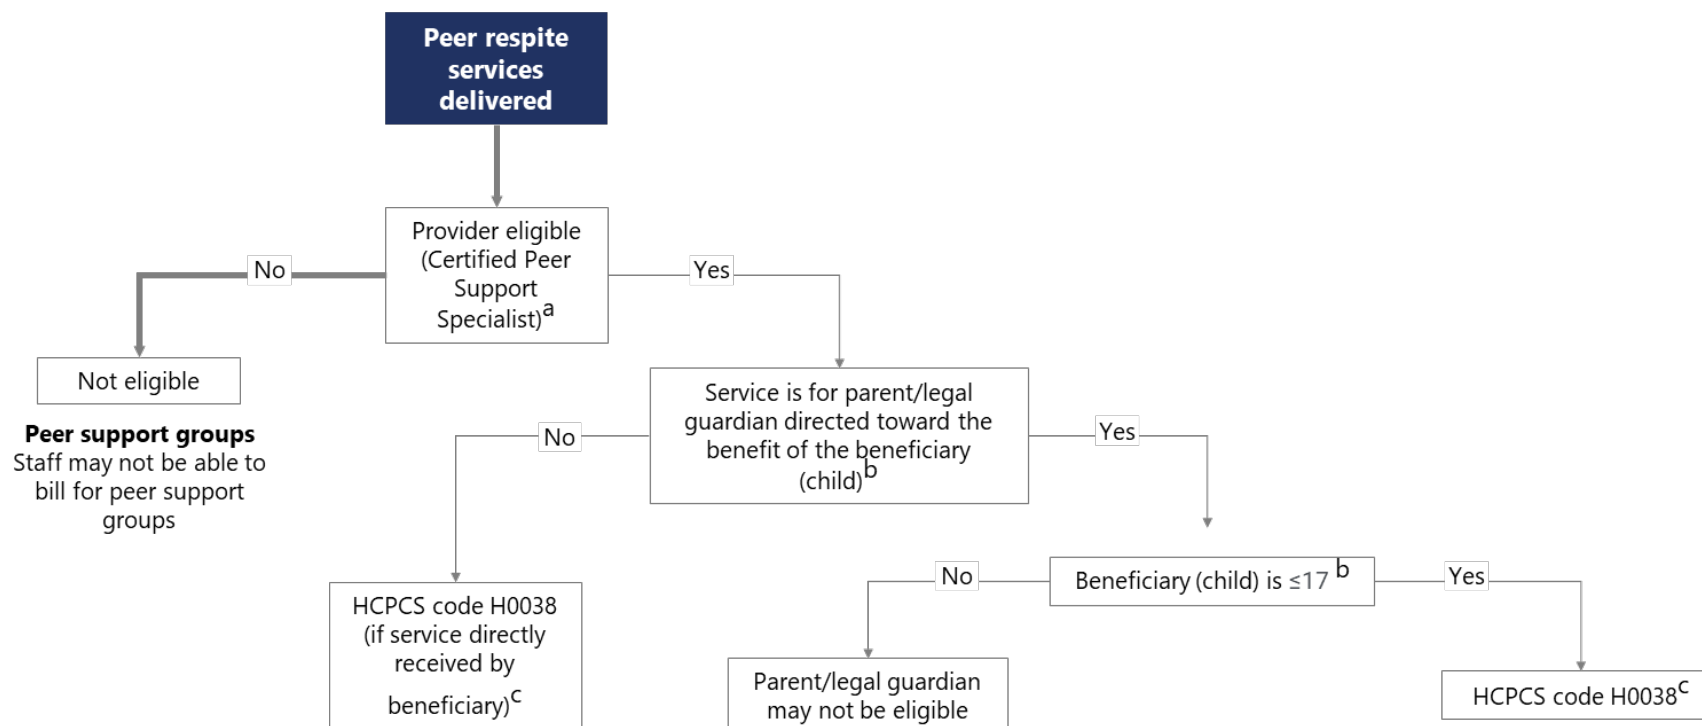 Peer respite
services
delivered
Provider eligible
(Certified Peer
Support
Specialist)a
No
Yes
Not eligible
Peer support groups
Staff may not be able to
bill for peer support
groups
Service is for parent/legal
guardian directed toward the
benefit of the beneficiary
(child)b
No
Yes
HCPCS code H0038
(if service directly
received by
beneficiary)c
Beneficiary (child) is ≤17 b
No
Yes
Parent/legal guardian
may not be eligible
HCPCS code H0038c